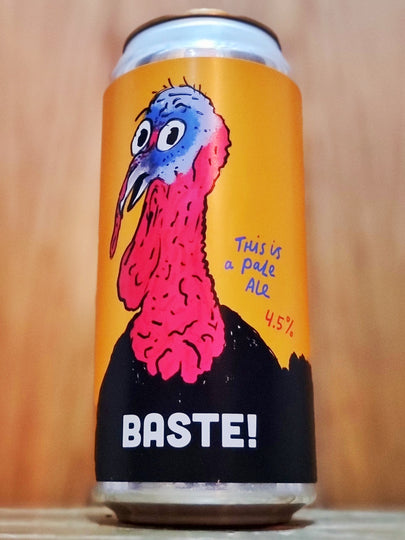 This is
a pale
Ale
4.5%
BASTE!